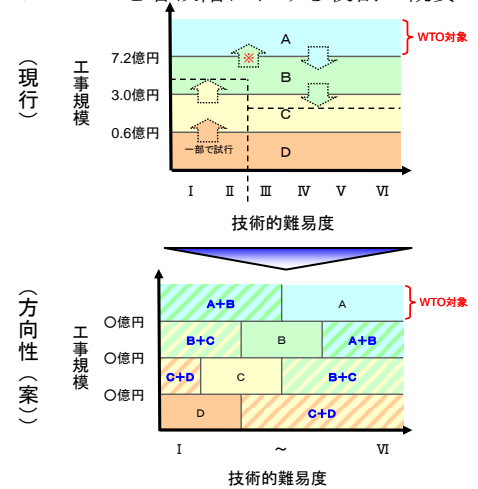 A
WTO対象
7.2億円
※
B
3.0億円
C
0.6億円
一部で試行
D
(現行)
工事規模
Ⅰ Ⅱ Ⅲ Ⅳ Ⅴ Ⅵ
技術的難易度
(方向性(案))
工事規模
A+B A
WTO対象
〇億円
B+C B A+B
〇億円
C+D C B+C
〇億円
D C+D
Ⅰ ~ Ⅵ
技術的難易度